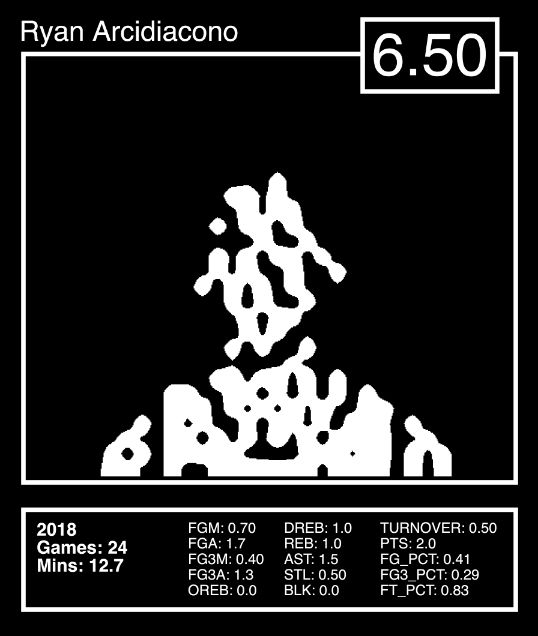 Ryan Arcidiacono
6.50
2018
Games: 24
Mins: 12.7
FGM: 0.70
FGA: 1.7
FG3M: 0.40
FG3A: 1.3
OREB: 0.0
DREB: 1.0
REB: 1.0
AST: 1.5
STL: 0.50
BLK: 0.0
TURNOVER: 0.50
PTS: 2.0
FG_PCT: 0.41
FG3_PCT: 0.29
FT_PCT: 0.83